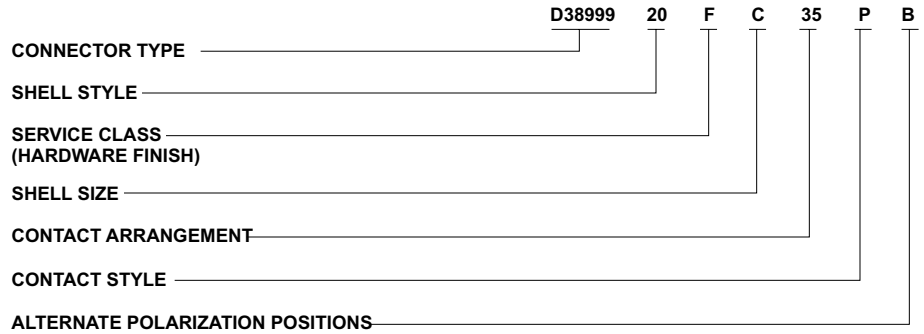 D38999 20 F C 35 P B
CONNECTOR TYPE
SHELL STYLE
SERVICE CLASS
(HARDWARE FINISH)
SHELL SIZE
CONTACT ARRANGEMENT
CONTACT STYLE
ALTERNATE POLARIZATION POSITIONS